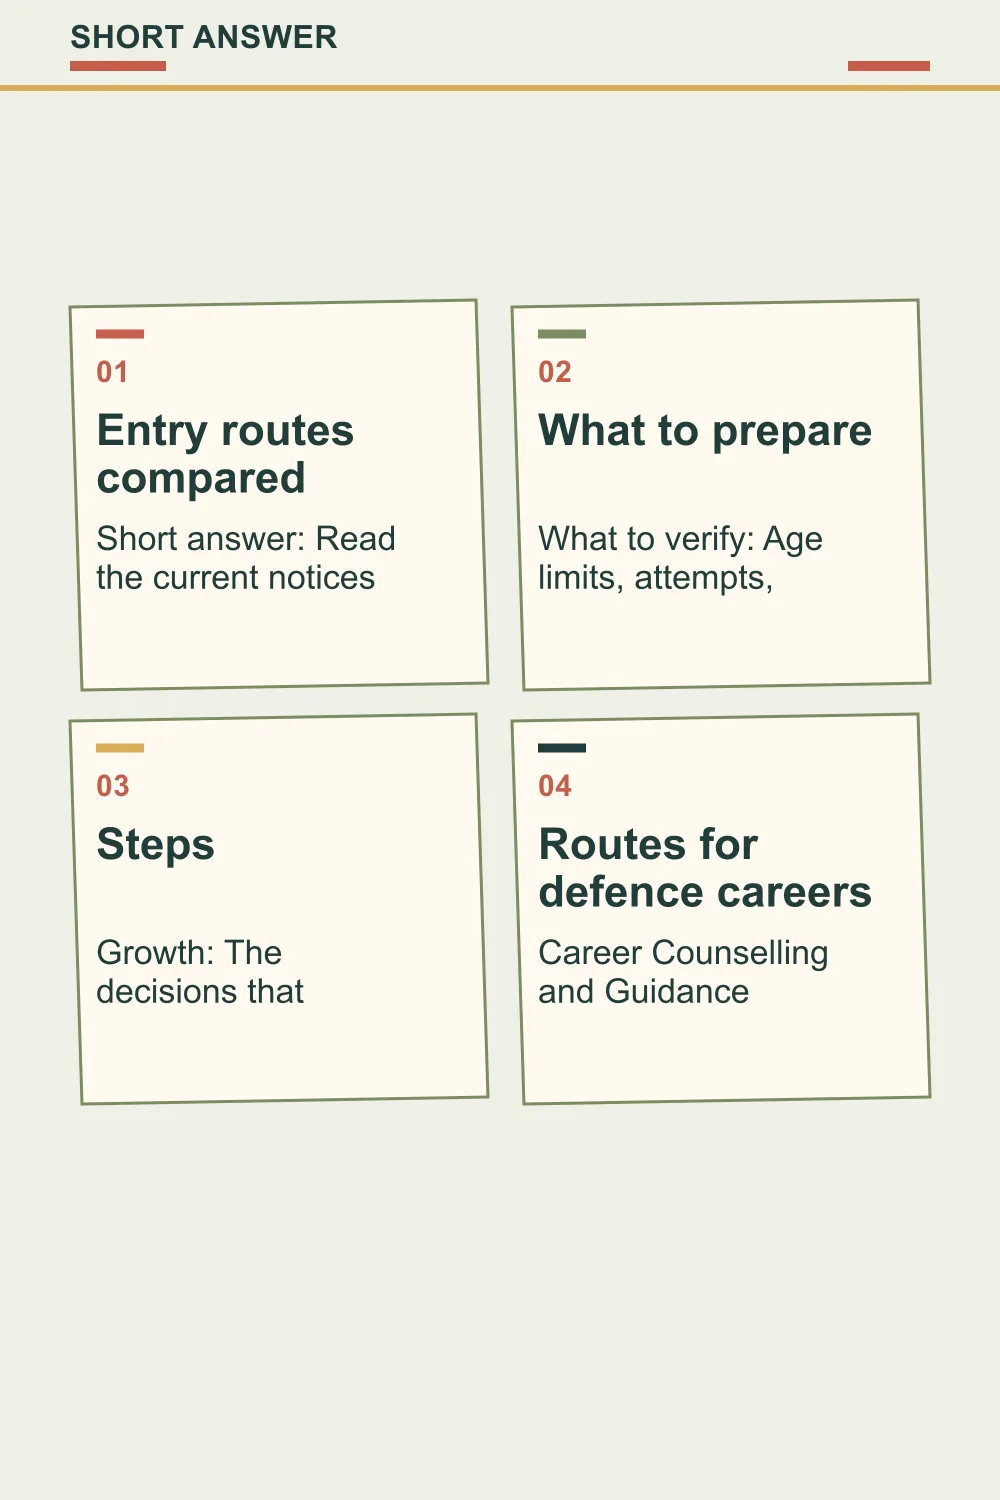 SHORT ANSWER
01
Entry routes
compared
Short answer: Read
the current notices
02
What to prepare
What to verify: Age
limits, attempts,
03
Steps
Growth: The
decisions that
04
Routes for
defence careers
Career Counselling
and Guidance